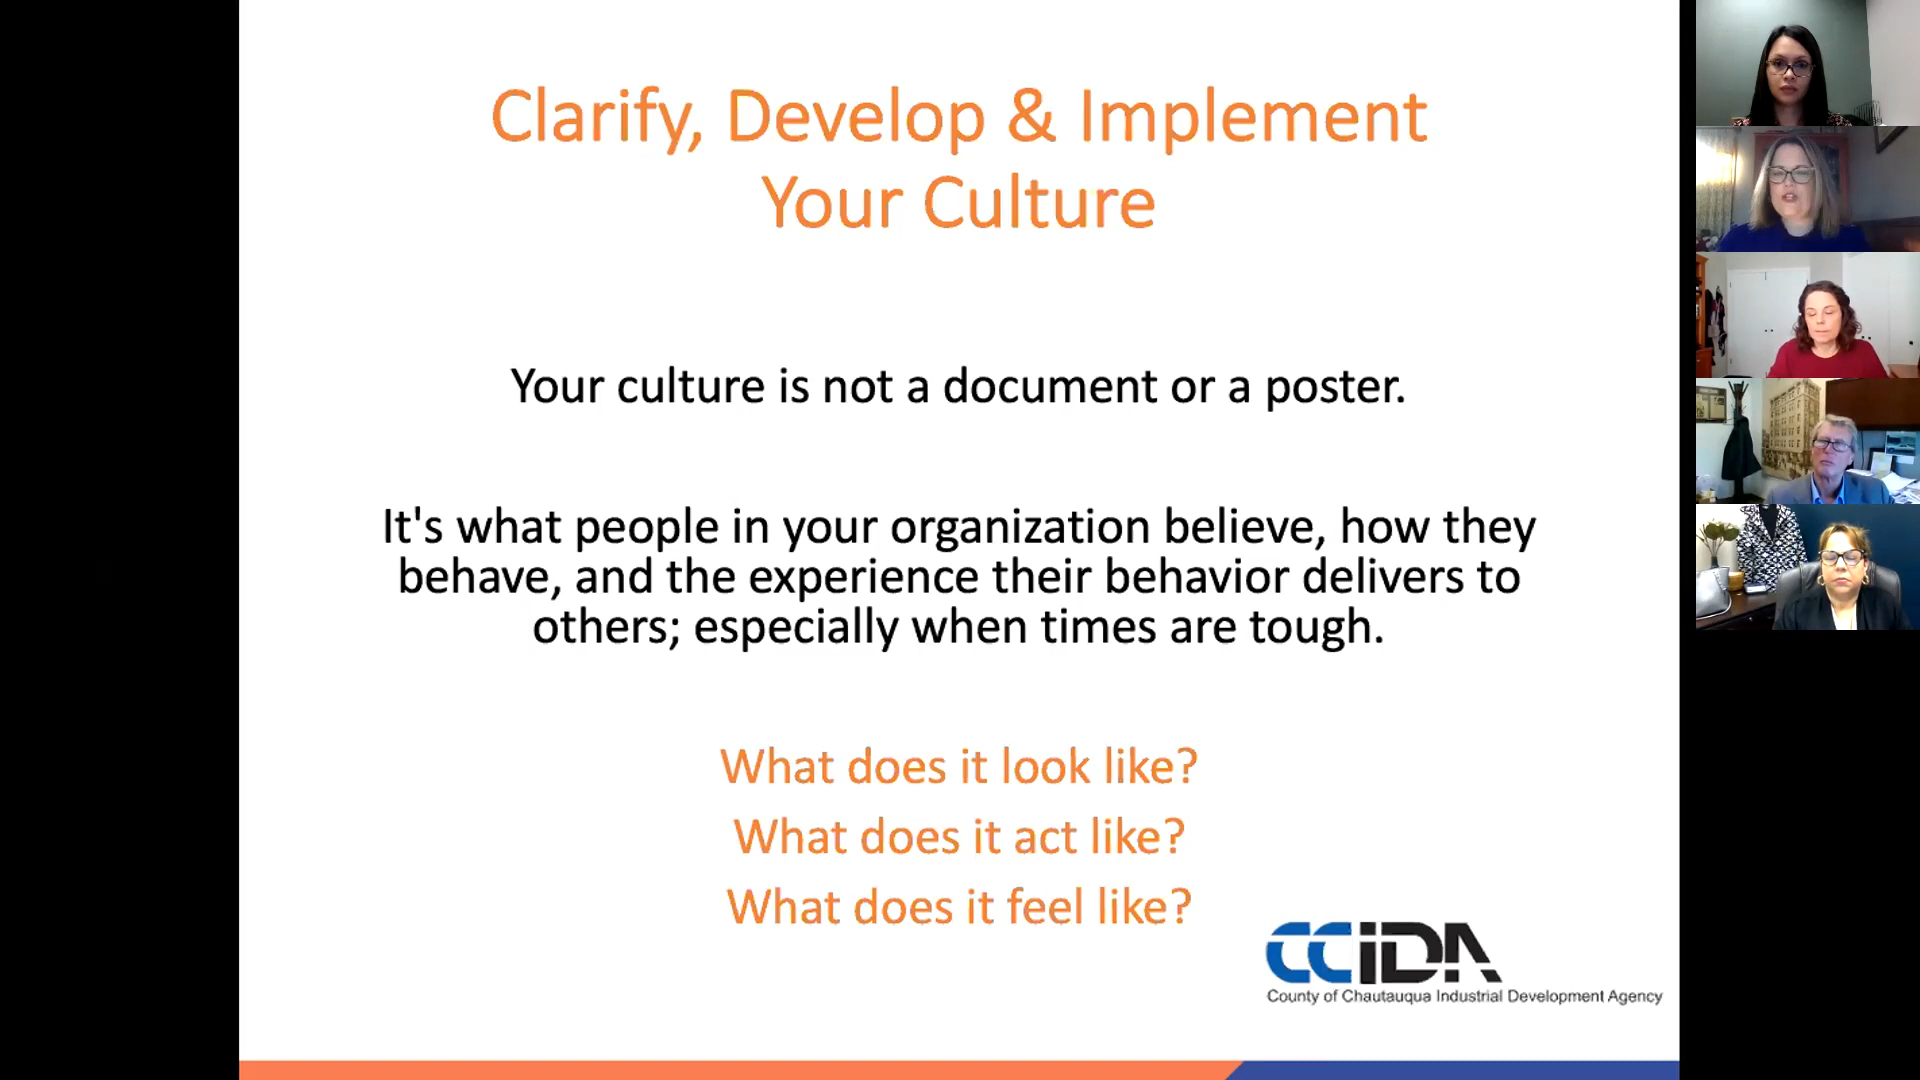 Clarify, Develop & Implement
Your Culture
Your culture is not a document or a poster.
It's what people in your organization believe, how they
behave, and the experience their behavior delivers to
others; especially when times are tough.
What does it look like?
What does it act like?
What does it feel like?
CCIDA
County of Chautauqua Industrial Development Agency